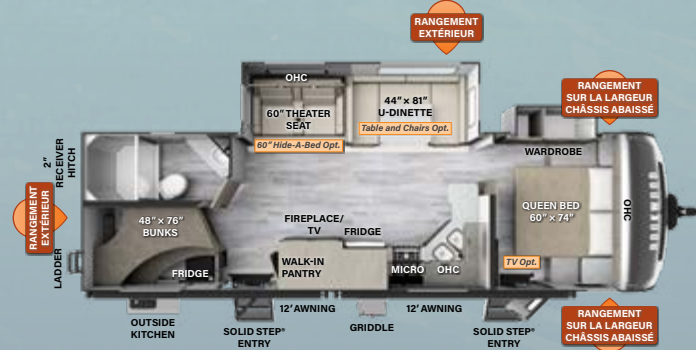 RANGEMENT
EXTÉRIEUR
OHC
60" THEATER
SEAT
60" Hide-A-Bed Opt.
44" × 81"
U-DINETTE
Table and Chairs Opt.
RANGEMENT
SUR LA LARGEUR
CHÂSSIS ABAISSÉ
WARDROBE
2"
RECEIVER
HITCH
RANGEMENT
EXTÉRIEUR
LADDER
48" × 76"
BUNKS
FRIDGE
FIREPLACE/
TV
FRIDGE
WALK-IN
PANTRY
MICRO
OHC
QUEEN BED
60" × 74"
OHC
TV Opt.
OUTSIDE
KITCHEN
SOLID STEP®
ENTRY
12' AWNING
GRIDDLE
12' AWNING
SOLID STEP®
ENTRY
RANGEMENT
SUR LA LARGEUR
CHÂSSIS ABAISSÉ